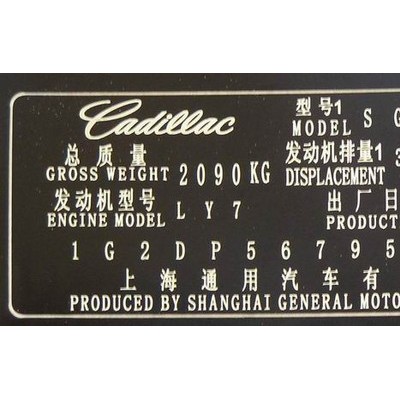 Cadillac 型号1
MODEL S
总质量 发动机排量1
GROSS WEIGHT 2090KG DISPLACEMENT
发动机型号 出厂日
ENGINE MODEL LY7 PRODUCT
1G2DP56795
上海通用汽车有
PRODUCED BY SHANGHAI GENERAL MOTO